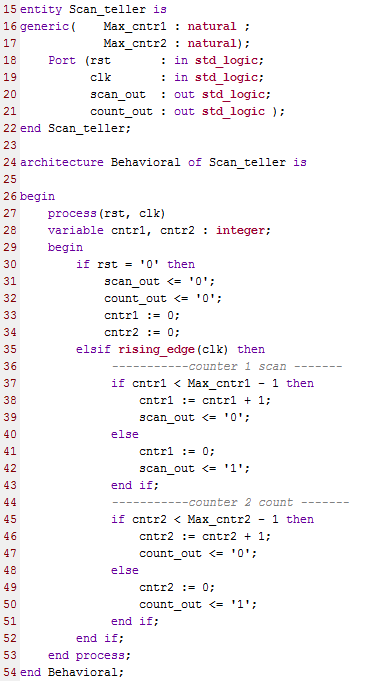 15 entity Scan_teller is
16 generic(    Max_cntr1 : natural ;
17             Max_cntr2 : natural);
18     Port (rst       : in std_logic;
19           clk       : in std_logic;
20           scan_out  : out std_logic;
21           count_out : out std_logic );
22 end Scan_teller;
23
24 architecture Behavioral of Scan_teller is
25
26 begin
27     process(rst, clk)
28     variable cntr1, cntr2 : integer;
29     begin
30         if rst = '0' then
31             scan_out <= '0';
32             count_out <= '0';
33             cntr1 := 0;
34             cntr2 := 0;
35         elsif rising_edge(clk) then
36              -----------counter 1 scan -------
37              if cntr1 < Max_cntr1 - 1 then
38                  cntr1 := cntr1 + 1;
39                  scan_out <= '0';
40              else
41                  cntr1 := 0;
42                  scan_out <= '1';
43              end if;
44              -----------counter 2 count -------
45              if cntr2 < Max_cntr2 - 1 then
46                  cntr2 := cntr2 + 1;
47                  count_out <= '0';
48              else
49                  cntr2 := 0;
50                  count_out <= '1';
51              end if;
52         end if;
53     end process;
54 end Behavioral;